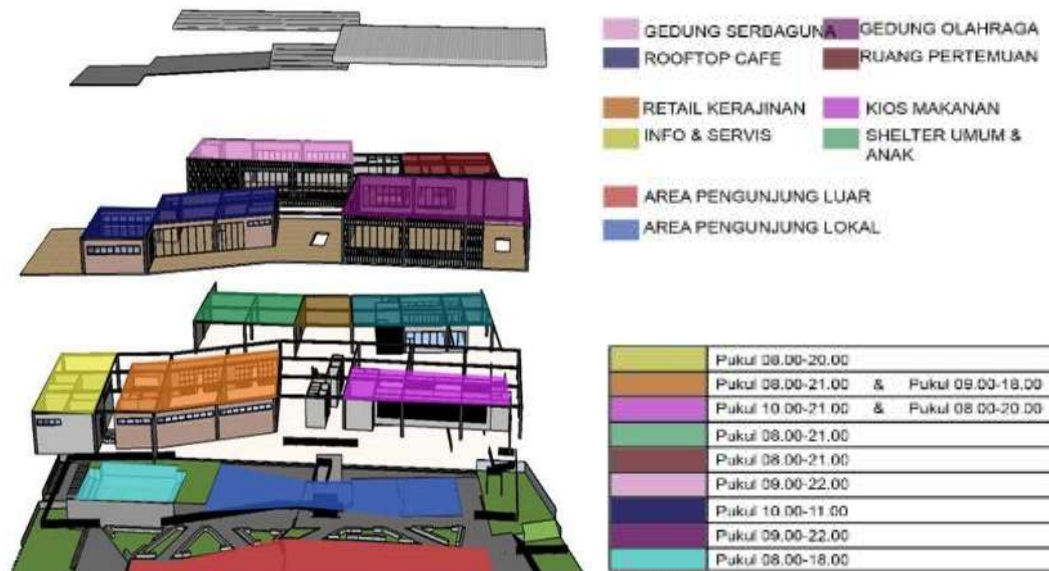 GEDUNG SERBAGUNA
GEDUNG OLAHRAGA
ROOFTOP CAFE
RUANG PERTEMUAN
RETAIL KERAJINAN
KIOS MAKANAN
INFO & SERVIS
SHELTER UMUM &
ANAK
AREA PENGUNJUNG LUAR
AREA PENGUNJUNG LOKAL
Pukul 08.00-20.00
Pukul 08.00-21.00 & Pukul 09.00-18.00
Pukul 10.00-21.00 & Pukul 08.00-20.00
Pukul 08.00-21.00
Pukul 08.00-21.00
Pukul 09.00-22.00
Pukul 10.00-11.00
Pukul 09.00-22.00
Pukul 08.00-18.00